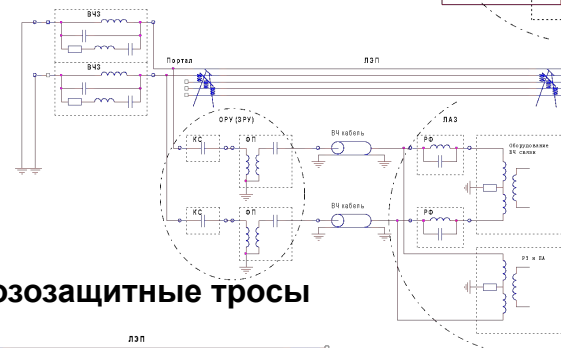 ВЧЗ
ВЧЗ
Портал
ЛЭП
ОРУ (ЗРУ)
ЛАЗ
КС
ФП
ВЧ кабель
РФ
Оборудование
ВЧ связи
КС
ФП
ВЧ кабель
РФ
РЗ и ПА
озозащитные тросы
ЛЭП